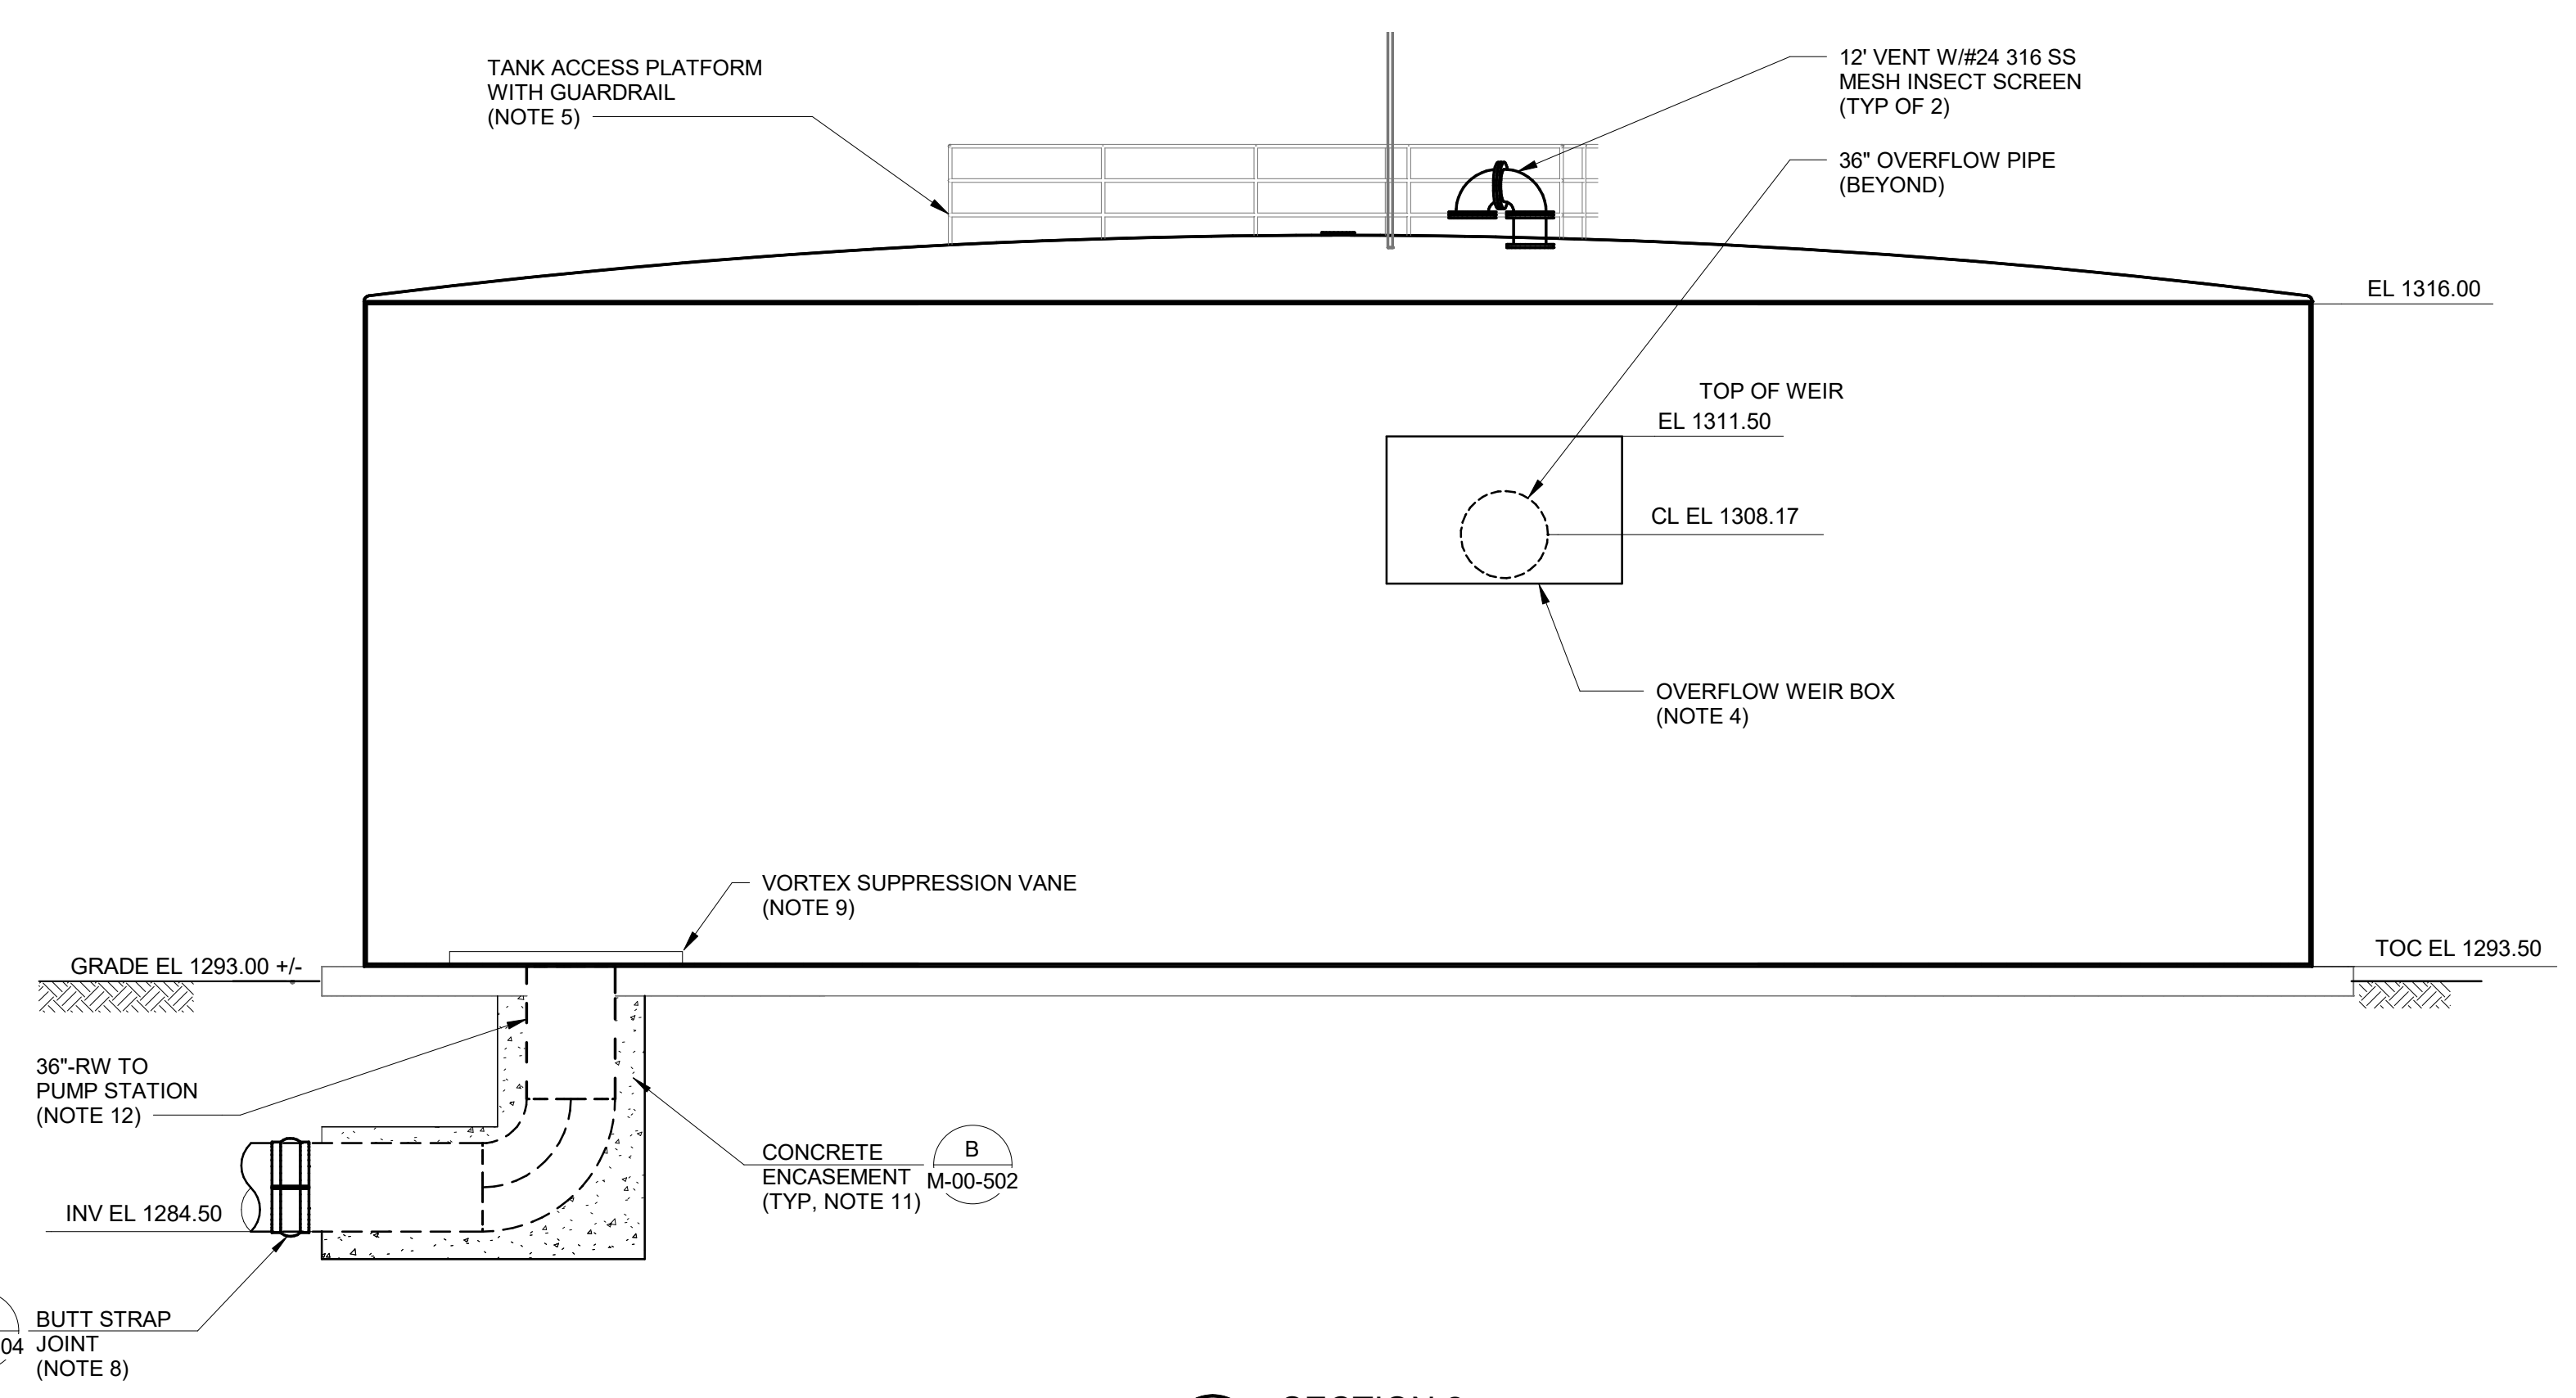 TANK ACCESS PLATFORM
WITH GUARDRAIL
(NOTE 5)
12' VENT W/#24 316 SS
MESH INSECT SCREEN
(TYP OF 2)
36" OVERFLOW PIPE
(BEYOND)
EL 1316.00
TOP OF WEIR
EL 1311.50
CL EL 1308.17
OVERFLOW WEIR BOX
(NOTE 4)
VORTEX SUPPRESSION VANE
(NOTE 9)
GRADE EL 1293.00 +/-
TOC EL 1293.50
36"-RW TO
PUMP STATION
(NOTE 12)
CONCRETE
ENCASEMENT
(TYP, NOTE 11)
B
M-00-502
INV EL 1284.50
04
BUTT STRAP
JOINT
(NOTE 8)
SECTION